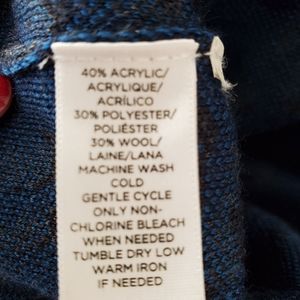 40% ACRYLIC/
ACRYLIQUE/
ACRÍLICO
30% POLYESTER/
POLIÉSTER
30% WOOL/
LAINE/LANA
MACHINE WASH
COLD
GENTLE CYCLE
ONLY NON-
CHLORINE BLEACH
WHEN NEEDED
TUMBLE DRY LOW
WARM IRON
IF NEEDED